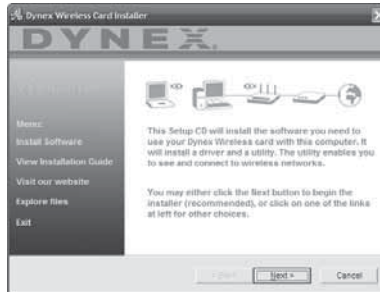 Dynex Wireless Card Installer
DYNEX
Menu:
Install Software
View Installation Guide
Visit our website
Explore files
Exit
This Setup CD will install the software you need to
use your Dynex Wireless card with this computer. It
will install a driver and a utility. The utility enables you
to see and connect to wireless networks.
You may either click the Next button to begin the
installer (recommended), or click on one of the links
at left for other choices.
Next >
Cancel